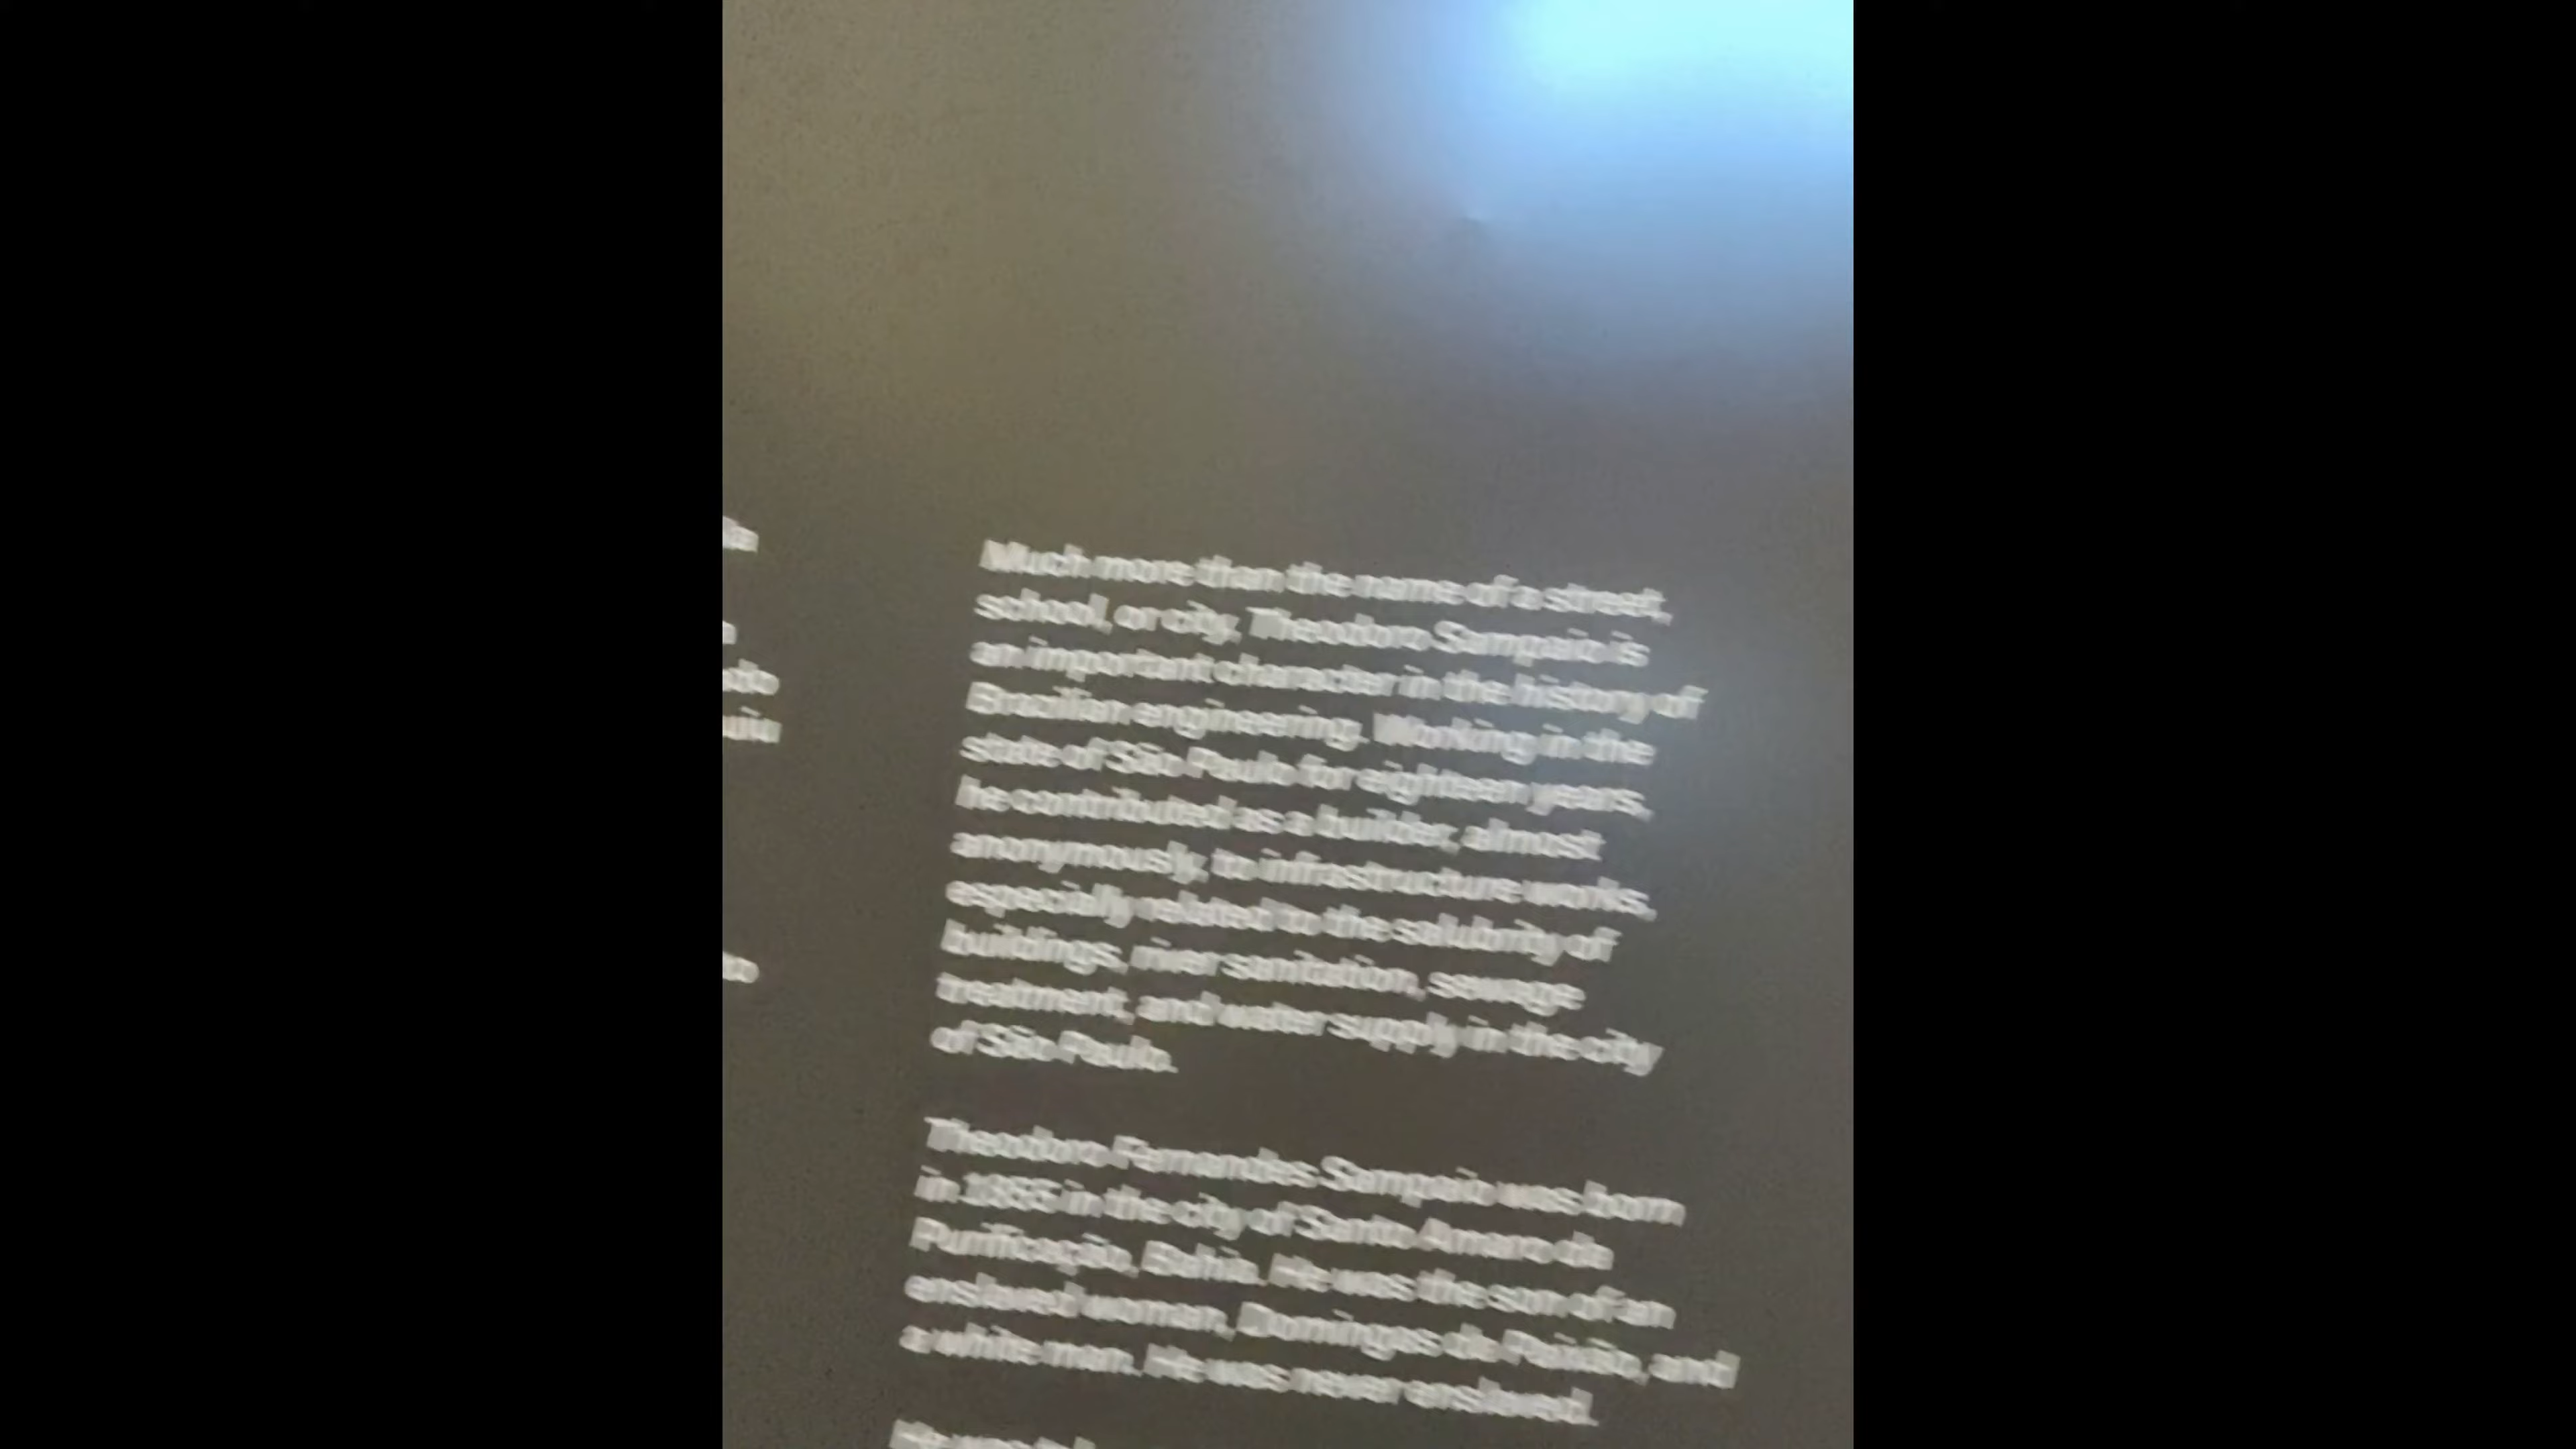 Much more than the name of a street,
school, or city, Theodoro Sampaio is
an important character in the history of
Brazilian engineering. Working in the
state of São Paulo for eighteen years,
he contributed as a builder, almost
anonymously, to infrastructure works,
especially related to the salubrity of
buildings, river sanitation, sewage
treatment, and water supply in the city
of São Paulo.
Theodoro Fernandes Sampaio was born
in 1855 in the city of Santo Amaro da
Purificação, Bahia. He was the son of an
enslaved woman, Domingas da Paixão, and
a white man. He was never enslaved.